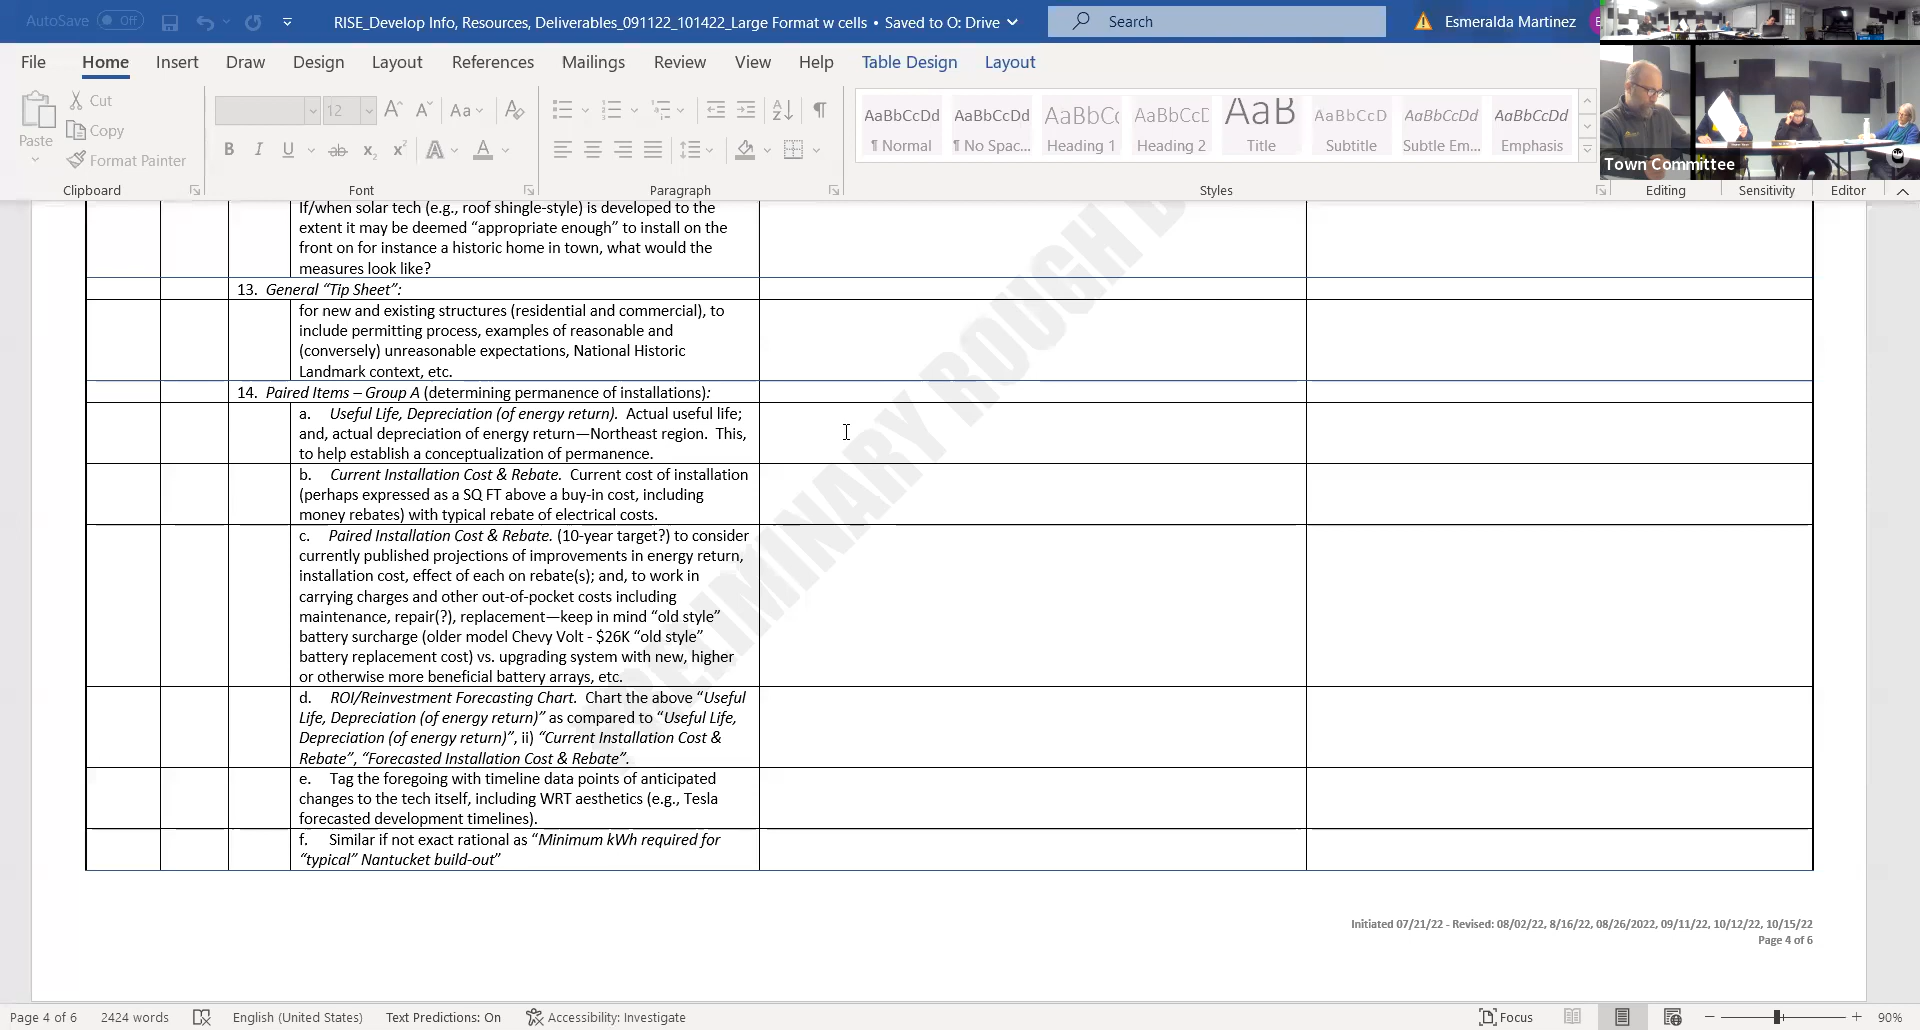 AutoSave Off
RISE_Develop Info, Resources, Deliverables_091122_101422_Large Format w cells • Saved to O: Drive
Search
Esmeralda Martinez
File Home Insert Draw Design Layout References Mailings Review View Help Table Design Layout
Paste
Cut
Copy
Format Painter
Clipboard
12
Aa
B I U ab x₂ x² A A
Font
Paragraph
AaBbCcDd AaBbCcDd AaBbCc AaBbCcD AaB AaBbCcD AaBbCcDd AaBbCcDd
¶ Normal ¶ No Spac... Heading 1 Heading 2 Title Subtitle Subtle Em... Emphasis
Styles
Town Committee
Editing Sensitivity Editor
If/when solar tech (e.g., roof shingle-style) is developed to the
extent it may be deemed “appropriate enough” to install on the
front on for instance a historic home in town, what would the
measures look like?
13. General “Tip Sheet”:
for new and existing structures (residential and commercial), to
include permitting process, examples of reasonable and
(conversely) unreasonable expectations, National Historic
Landmark context, etc.
14. Paired Items – Group A (determining permanence of installations):
a. Useful Life, Depreciation (of energy return). Actual useful life;
and, actual depreciation of energy return—Northeast region. This,
to help establish a conceptualization of permanence.
b. Current Installation Cost & Rebate. Current cost of installation
(perhaps expressed as a SQ FT above a buy-in cost, including
money rebates) with typical rebate of electrical costs.
c. Paired Installation Cost & Rebate. (10-year target?) to consider
currently published projections of improvements in energy return,
installation cost, effect of each on rebate(s); and, to work in
carrying charges and other out-of-pocket costs including
maintenance, repair(?), replacement—keep in mind “old style”
battery surcharge (older model Chevy Volt - $26K “old style”
battery replacement cost) vs. upgrading system with new, higher
or otherwise more beneficial battery arrays, etc.
d. ROI/Reinvestment Forecasting Chart. Chart the above “Useful
Life, Depreciation (of energy return)” as compared to “Useful Life,
Depreciation (of energy return)”, ii) “Current Installation Cost &
Rebate”, “Forecasted Installation Cost & Rebate”.
e. Tag the foregoing with timeline data points of anticipated
changes to the tech itself, including WRT aesthetics (e.g., Tesla
forecasted development timelines).
f. Similar if not exact rational as “Minimum kWh required for
“typical” Nantucket build-out”
PRELIMINARY ROUGH
Initiated 07/21/22 - Revised: 08/02/22, 8/16/22, 08/26/2022, 09/11/22, 10/12/22, 10/15/22
Page 4 of 6
Page 4 of 6 2424 words English (United States) Text Predictions: On Accessibility: Investigate Focus 90%